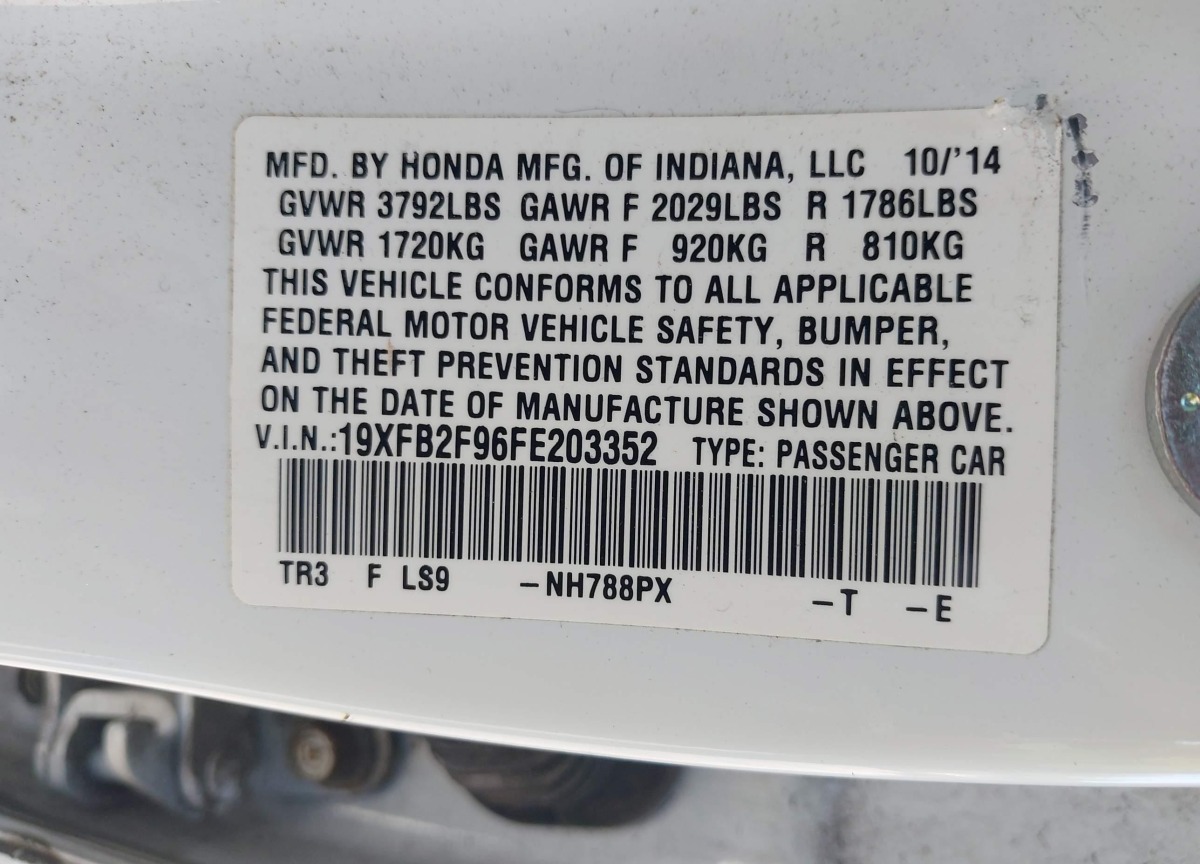 MFD. BY HONDA MFG. OF INDIANA, LLC 10/'14
GVWR 3792LBS GAWR F 2029LBS R 1786LBS
GVWR 1720KG GAWR F 920KG R 810KG
THIS VEHICLE CONFORMS TO ALL APPLICABLE
FEDERAL MOTOR VEHICLE SAFETY, BUMPER,
AND THEFT PREVENTION STANDARDS IN EFFECT
ON THE DATE OF MANUFACTURE SHOWN ABOVE.
V.I.N.:19XFB2F96FE203352 TYPE: PASSENGER CAR
TR3 F LS9 –NH788PX –T –E